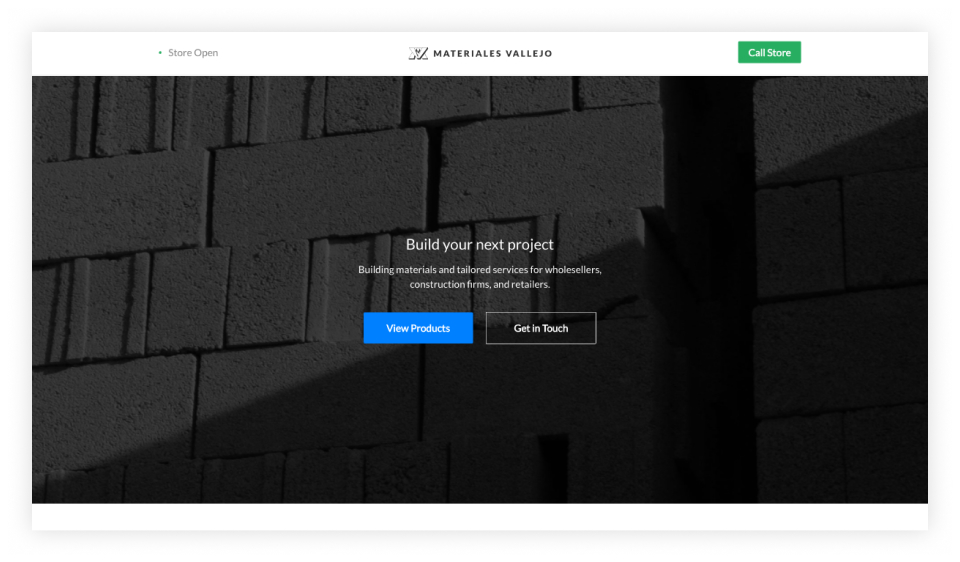 Store Open
MATERIALES VALLEJO
Call Store
Build your next project
Building materials and tailored services for wholesellers,
construction firms, and retailers.
View Products
Get in Touch